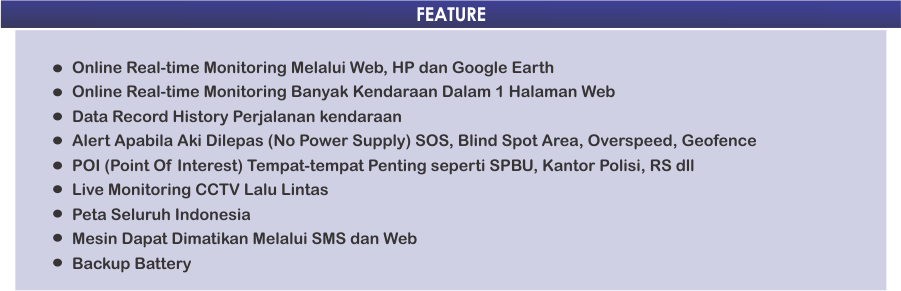 FEATURE
● Online Real-time Monitoring Melalui Web, HP dan Google Earth
● Online Real-time Monitoring Banyak Kendaraan Dalam 1 Halaman Web
● Data Record History Perjalanan kendaraan
● Alert Apabila Aki Dilepas (No Power Supply) SOS, Blind Spot Area, Overspeed, Geofence
● POI (Point Of Interest) Tempat-tempat Penting seperti SPBU, Kantor Polisi, RS dll
● Live Monitoring CCTV Lalu Lintas
● Peta Seluruh Indonesia
● Mesin Dapat Dimatikan Melalui SMS dan Web
● Backup Battery